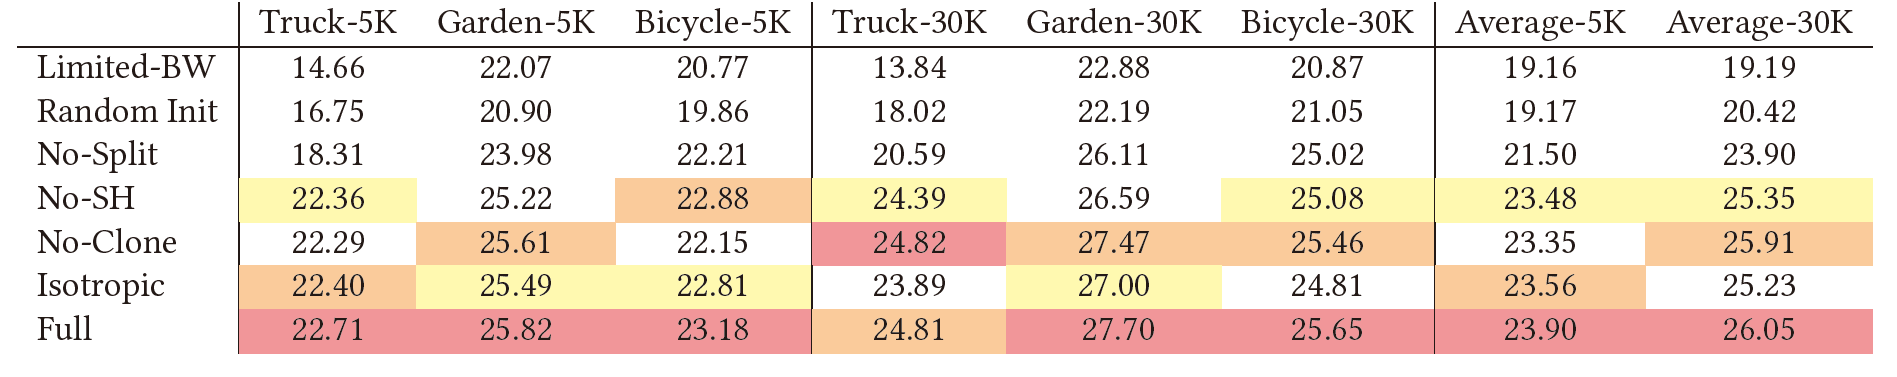 Truck-5K Garden-5K Bicycle-5K Truck-30K Garden-30K Bicycle-30K Average-5K Average-30K
Limited-BW 14.66 22.07 20.77 13.84 22.88 20.87 19.16 19.19
Random Init 16.75 20.90 19.86 18.02 22.19 21.05 19.17 20.42
No-Split 18.31 23.98 22.21 20.59 26.11 25.02 21.50 23.90
No-SH 22.36 25.22 22.88 24.39 26.59 25.08 23.48 25.35
No-Clone 22.29 25.61 22.15 24.82 27.47 25.46 23.35 25.91
Isotropic 22.40 25.49 22.81 23.89 27.00 24.81 23.56 25.23
Full 22.71 25.82 23.18 24.81 27.70 25.65 23.90 26.05